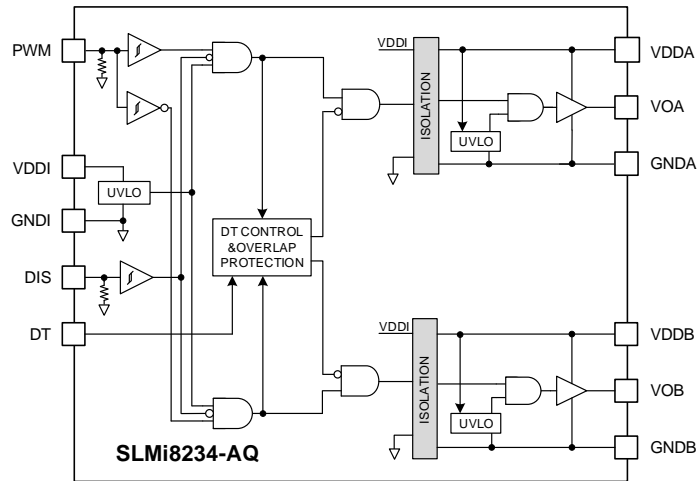 PWM
VDDI
GNDI
DIS
DT
UVLO
DT CONTROL
&OVERLAP
PROTECTION
VDDI
ISOLATION
UVLO
VDDA
VOA
GNDA
VDDI
ISOLATION
UVLO
VDDB
VOB
GNDB
SLMi8234-AQ